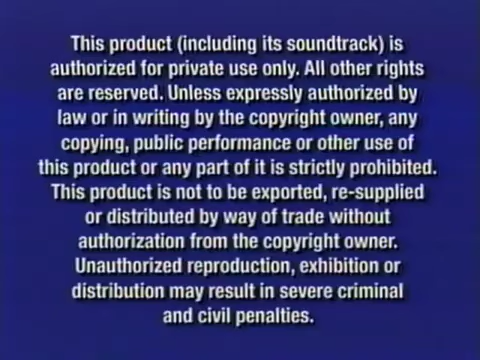 This product (including its soundtrack) is
authorized for private use only. All other rights
are reserved. Unless expressly authorized by
law or in writing by the copyright owner, any
copying, public performance or other use of
this product or any part of it is strictly prohibited.
This product is not to be exported, re-supplied
or distributed by way of trade without
authorization from the copyright owner.
Unauthorized reproduction, exhibition or
distribution may result in severe criminal
and civil penalties.